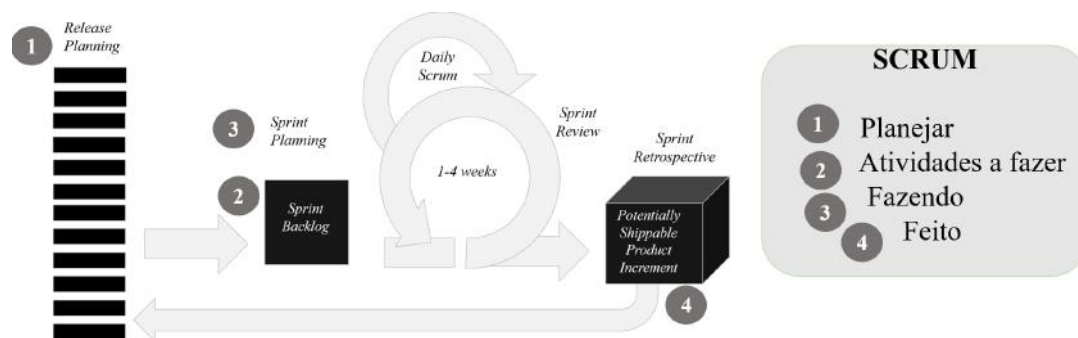 1
Release
Planning
3
Sprint
Planning
2
Sprint
Backlog
Daily
Scrum
1-4 weeks
Sprint
Review
Sprint
Retrospective
Potentially
Shippable
Product
Increment
4
SCRUM
1 Planejar
2 Atividades a fazer
3 Fazendo
4 Feito